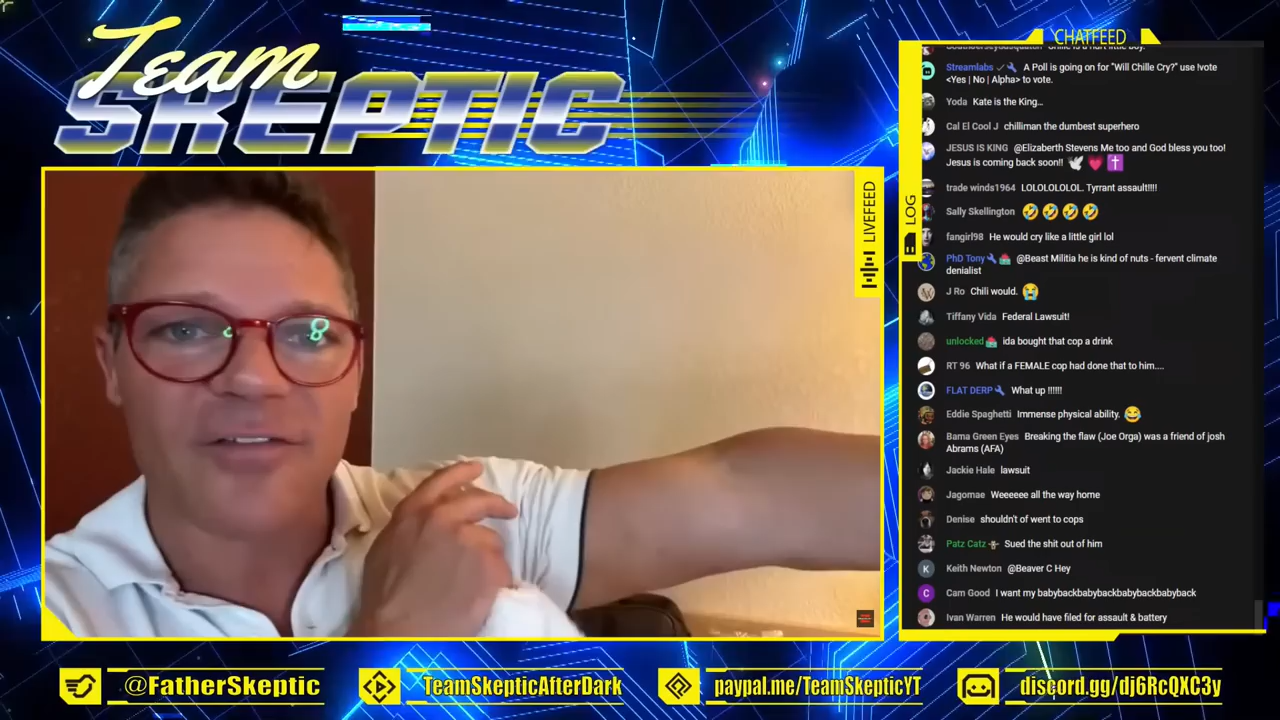 Team
SKEPTIC
LIVEFEED
CHATFEED
LOG
Streamlabs A Poll is going on for "Will Chille Cry?" use !vote
<Yes | No | Alpha> to vote.
Yoda Kate is the King...
Cal El Cool J chilliman the dumbest superhero
JESUS IS KING @Elizaberth Stevens Me too and God bless you too!
Jesus is coming back soon!! 🕊💗✝
trade winds1964 LOLOLOLOLOL. Tyrrant assault!!!!
Sally Skellington 🤣🤣🤣🤣
fangirl98 He would cry like a little girl lol
PhD Tony @Beast Militia he is kind of nuts - fervent climate
denialist
J Ro Chili would. 😭
Tiffany Vida Federal Lawsuit!
unlocked ida bought that cop a drink
RT 96 What if a FEMALE cop had done that to him....
FLAT DERP What up !!!!!!
Eddie Spaghetti Immense physical ability. 😂
Bama Green Eyes Breaking the flaw (Joe Orga) was a friend of josh
Abrams (AFA)
Jackie Hale lawsuit
Jagomae Weeeeee all the way home
Denise shouldn't of went to cops
Patz Catz Sued the shit out of him
K Keith Newton @Beaver C Hey
C Cam Good I want my babybackbabybackbabybackbabyback
Ivan Warren He would have filed for assault & battery
@FatherSkeptic
TeamSkepticAfterDark
paypal.me/TeamSkepticYT
discord.gg/dj6RcQXC3y